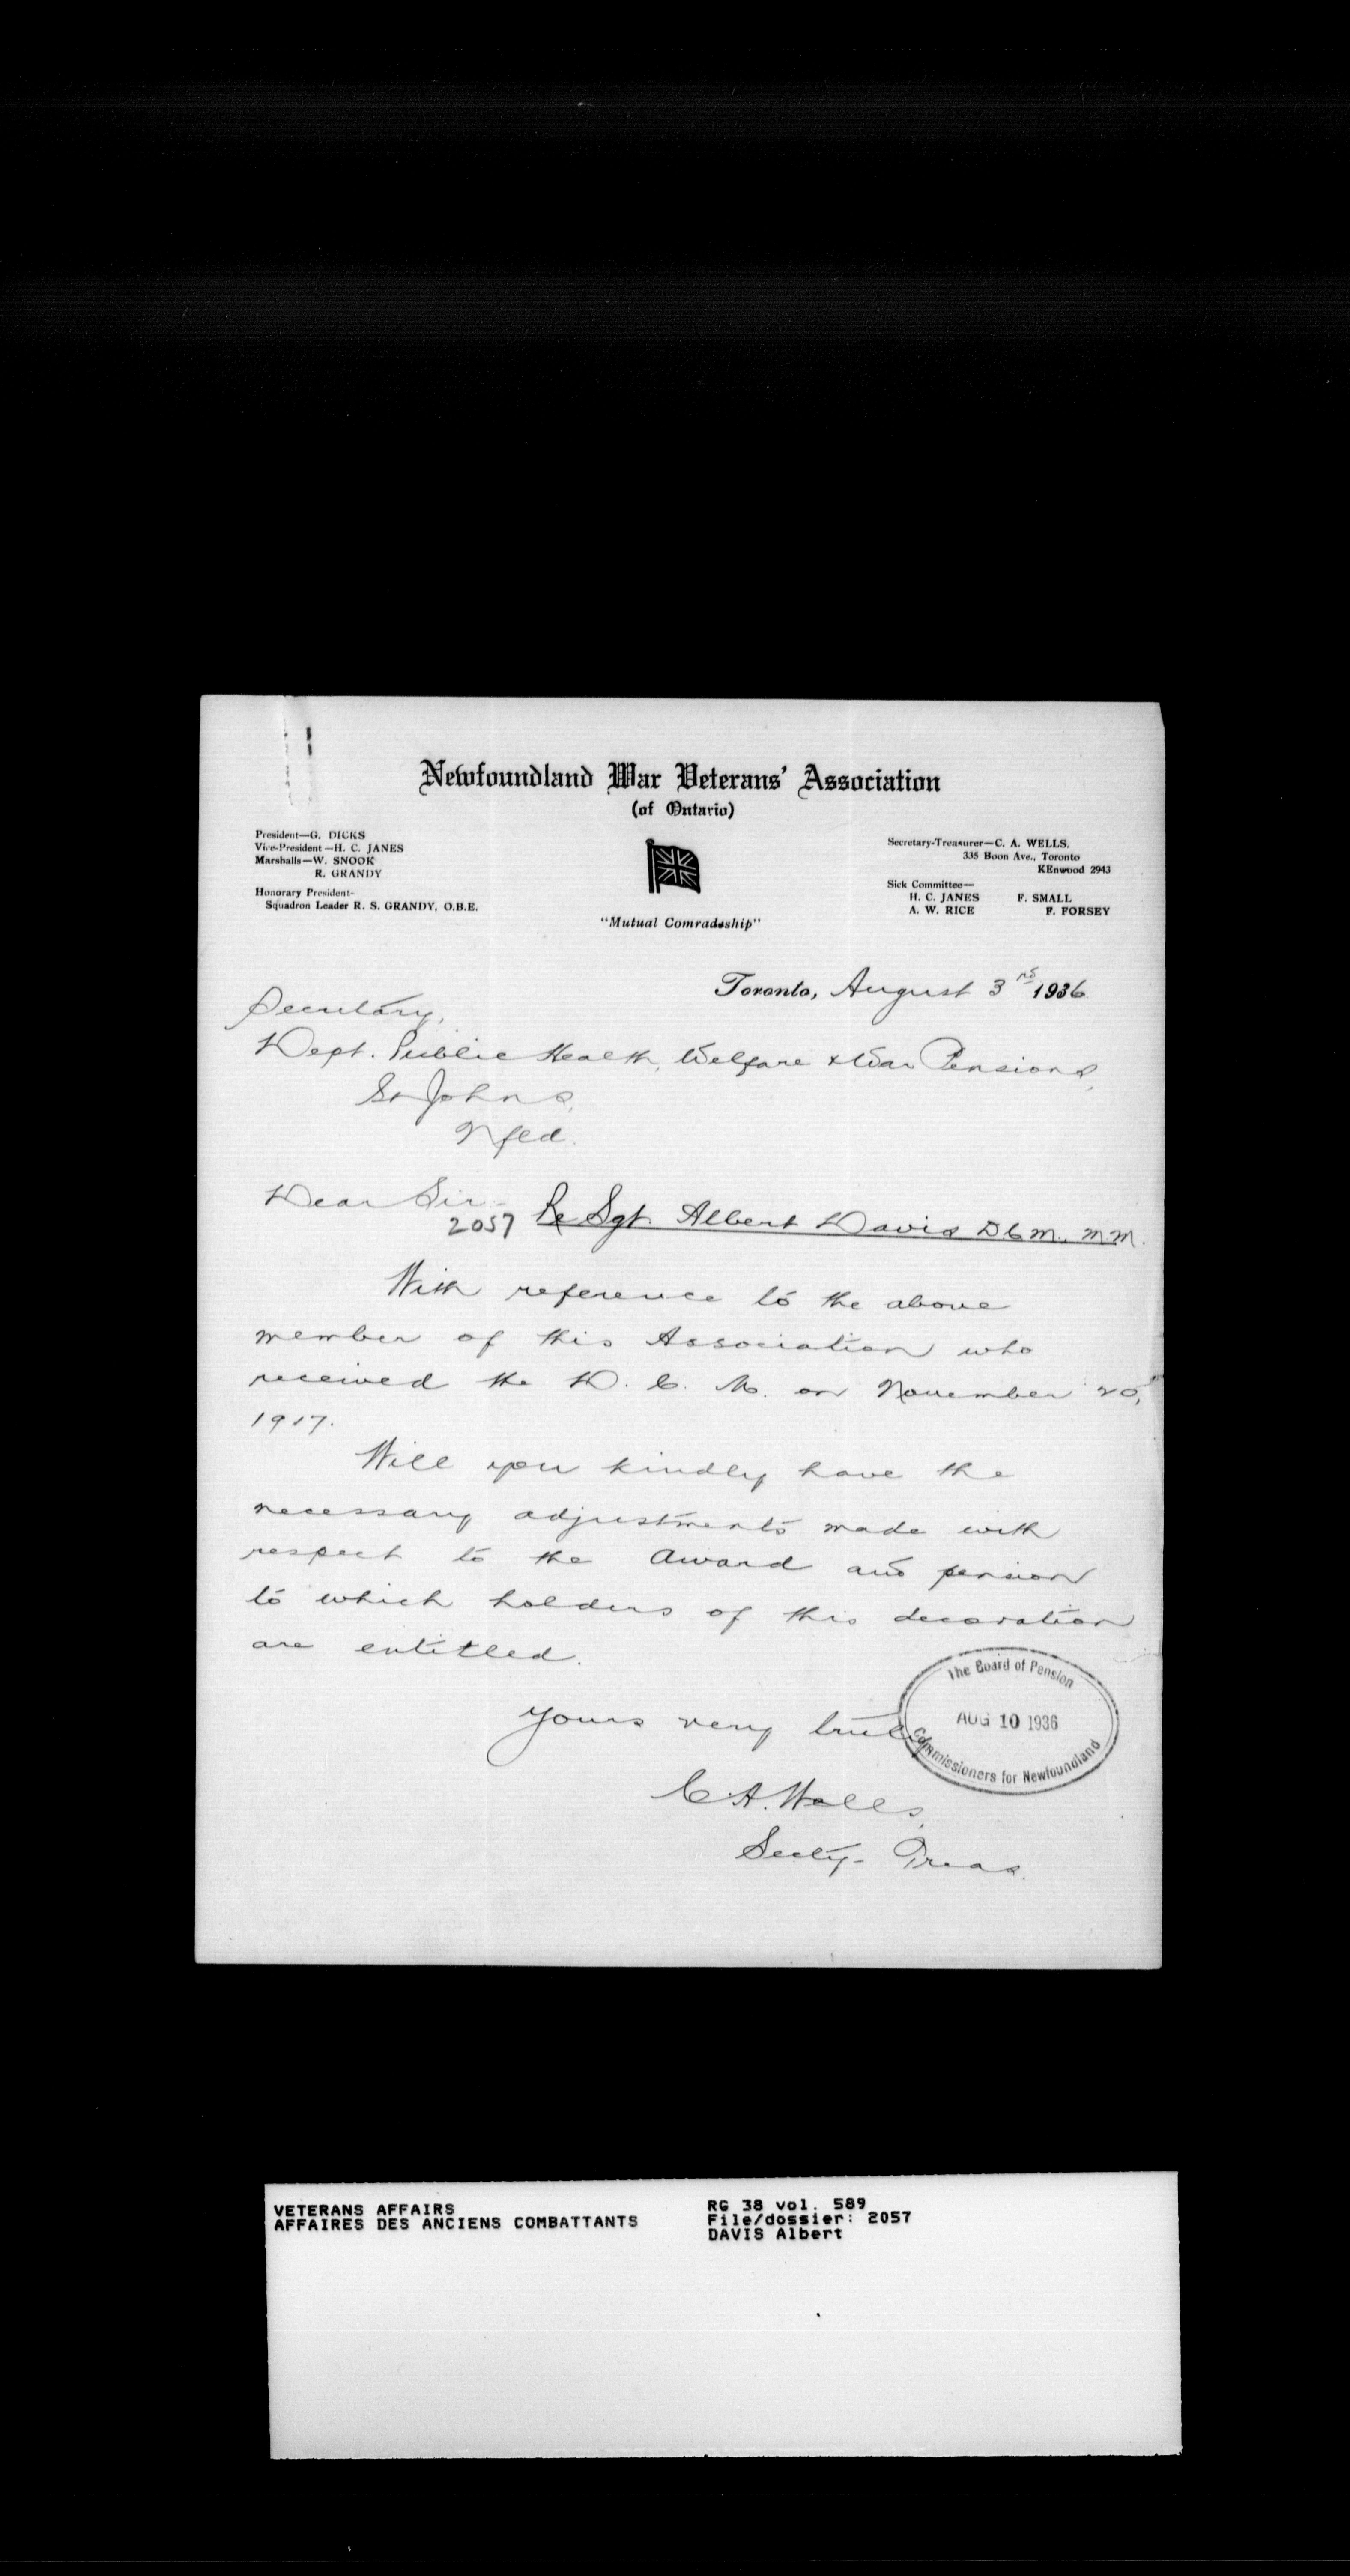 Newfoundland War Veterans' Association
(of Ontario)
President—G. DICKS
Vice-President—H. C. JANES
Marshalls—W. SNOOK
R. GRANDY
Honorary President-
Squadron Leader R. S. GRANDY, O.B.E.
"Mutual Comradeship"
Secretary-Treasurer—C. A. WELLS,
335 Boon Ave., Toronto
KEnwood 2943
Sick Committee—
H. C. JANES F. SMALL
A. W. RICE F. FORSEY
Toronto, August 3rd 1936
Secretary,
Dept. Public Health, Welfare & War Pensions,
St Johns,
Nfld.
Dear Sir:-
2057 Re Sgt. Albert Davis D.C.M., M.M.
With reference to the above
member of this Association who
received the D. C. M. on November 20,
1917.
Will you kindly have the
necessary adjustments made with
respect to the award and pension
to which holders of this decoration
are entitled.
Yours very truly
C.A. Wells,
Secty- Treas.
The Board of Pension
AUG 10 1936
Commissioners for Newfoundland
VETERANS AFFAIRS
AFFAIRES DES ANCIENS COMBATTANTS
RG 38 vol. 589
File/dossier: 2057
DAVIS Albert